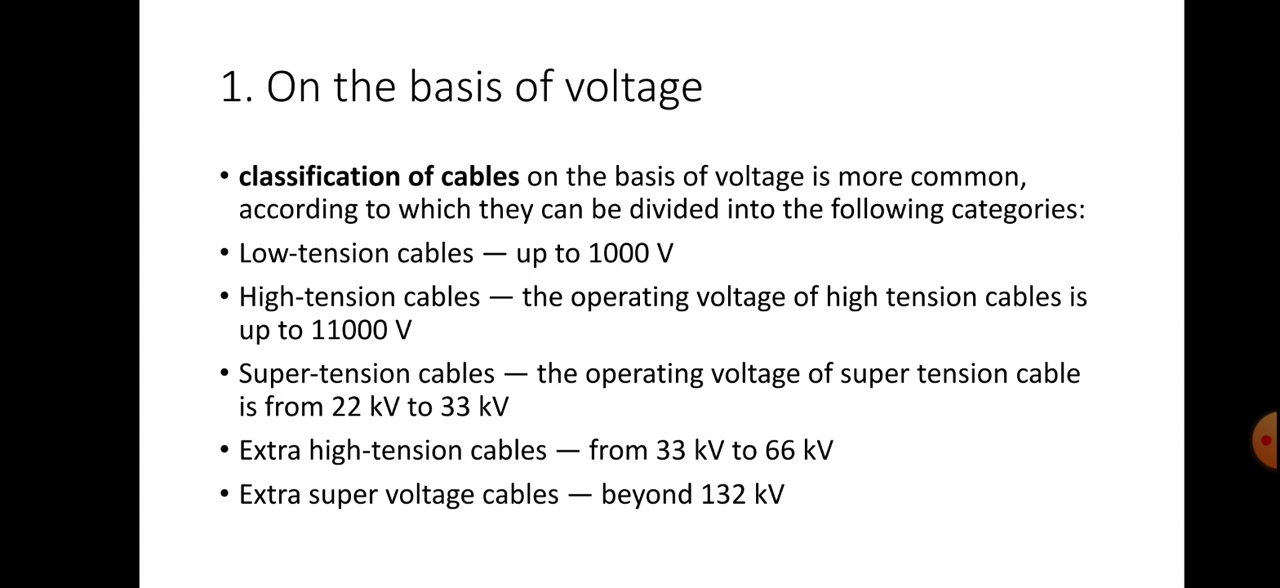 1. On the basis of voltage
• classification of cables on the basis of voltage is more common,
according to which they can be divided into the following categories:
• Low-tension cables — up to 1000 V
• High-tension cables — the operating voltage of high tension cables is
up to 11000 V
• Super-tension cables — the operating voltage of super tension cable
is from 22 kV to 33 kV
• Extra high-tension cables — from 33 kV to 66 kV
• Extra super voltage cables — beyond 132 kV